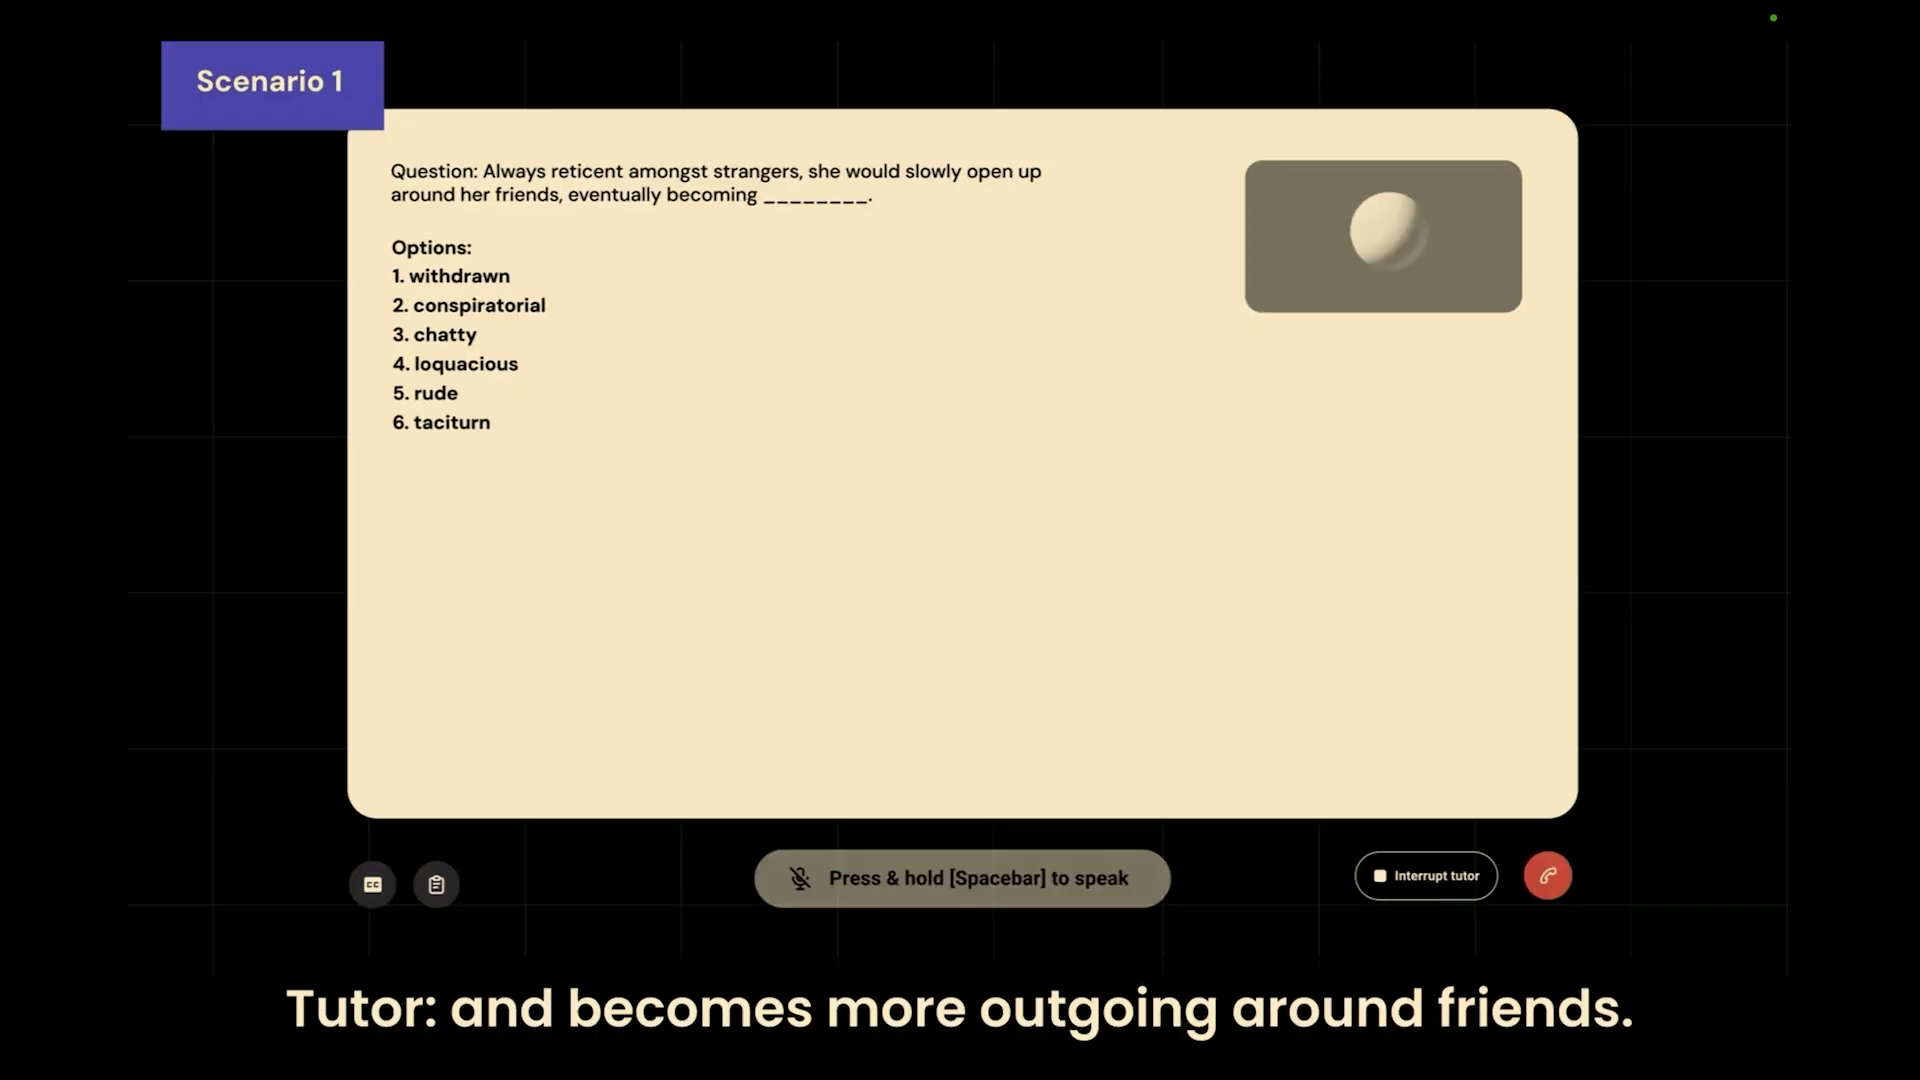 Scenario 1
Question: Always reticent amongst strangers, she would slowly open up
around her friends, eventually becoming ________.
Options:
1. withdrawn
2. conspiratorial
3. chatty
4. loquacious
5. rude
6. taciturn
CC
Press & hold [Spacebar] to speak
Interrupt tutor
Tutor: and becomes more outgoing around friends.